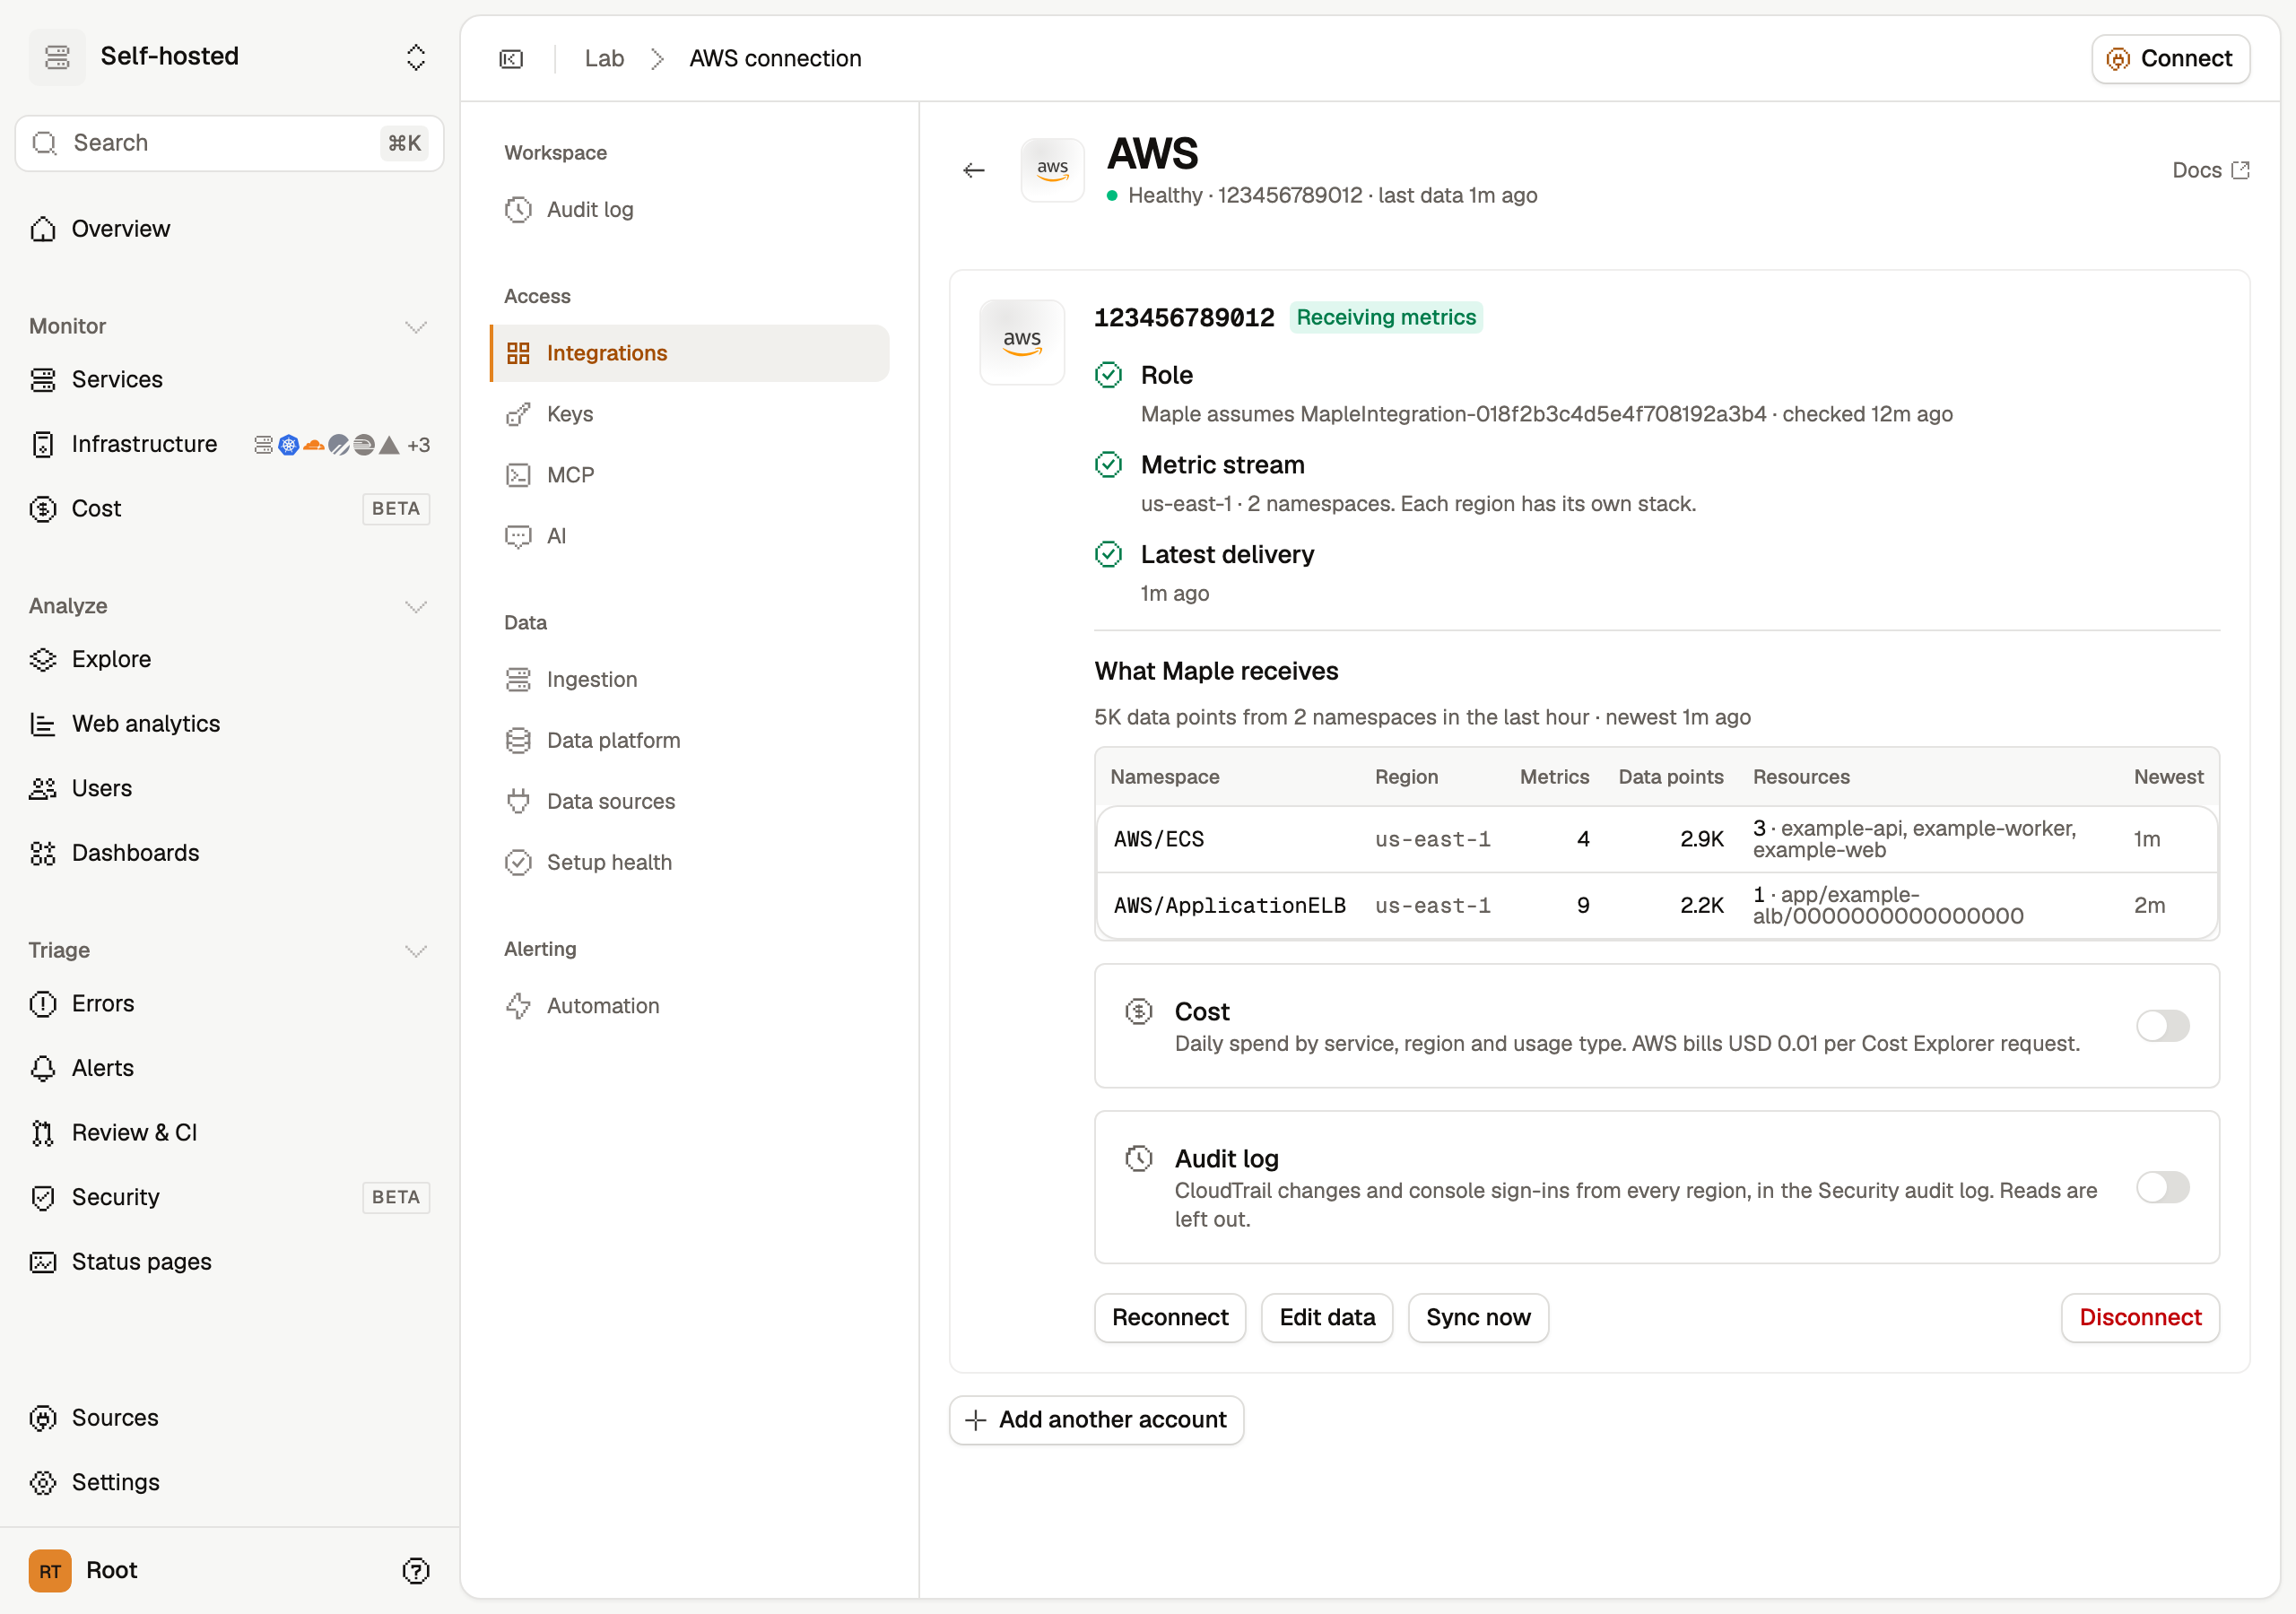 Self-hosted
Search ⌘K
Overview
Monitor
Services
Infrastructure +3
Cost BETA
Analyze
Explore
Web analytics
Users
Dashboards
Triage
Errors
Alerts
Review & CI
Security BETA
Status pages
Sources
Settings
RT Root
Lab AWS connection
Connect
Workspace
Audit log
Access
Integrations
Keys
MCP
AI
Data
Ingestion
Data platform
Data sources
Setup health
Alerting
Automation
aws
AWS
Healthy · 123456789012 · last data 1m ago
Docs
aws
123456789012 Receiving metrics
Role
Maple assumes MapleIntegration-018f2b3c4d5e4f708192a3b4 · checked 12m ago
Metric stream
us-east-1 · 2 namespaces. Each region has its own stack.
Latest delivery
1m ago
What Maple receives
5K data points from 2 namespaces in the last hour · newest 1m ago
Namespace Region Metrics Data points Resources Newest
AWS/ECS us-east-1 4 2.9K 3 · example-api, example-worker, example-web 1m
AWS/ApplicationELB us-east-1 9 2.2K 1 · app/example-alb/0000000000000000 2m
Cost
Daily spend by service, region and usage type. AWS bills USD 0.01 per Cost Explorer request.
Audit log
CloudTrail changes and console sign-ins from every region, in the Security audit log. Reads are
left out.
Reconnect Edit data Sync now Disconnect
Add another account